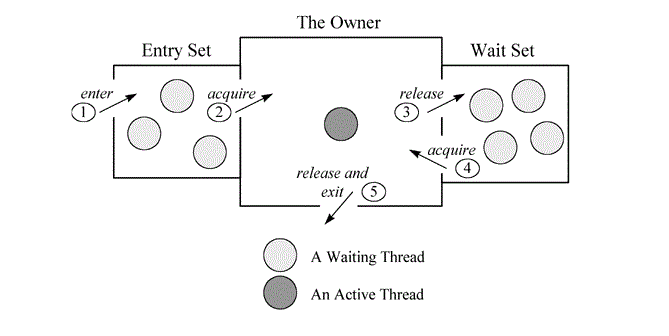 The Owner
Entry Set
Wait Set
enter
1
acquire
2
release
3
acquire
4
release and
exit
5
A Waiting Thread
An Active Thread